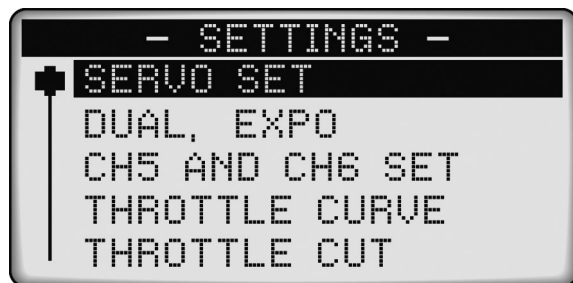 – SETTINGS –
SERVO SET
DUAL, EXPO
CH5 AND CH6 SET
THROTTLE CURVE
THROTTLE CUT